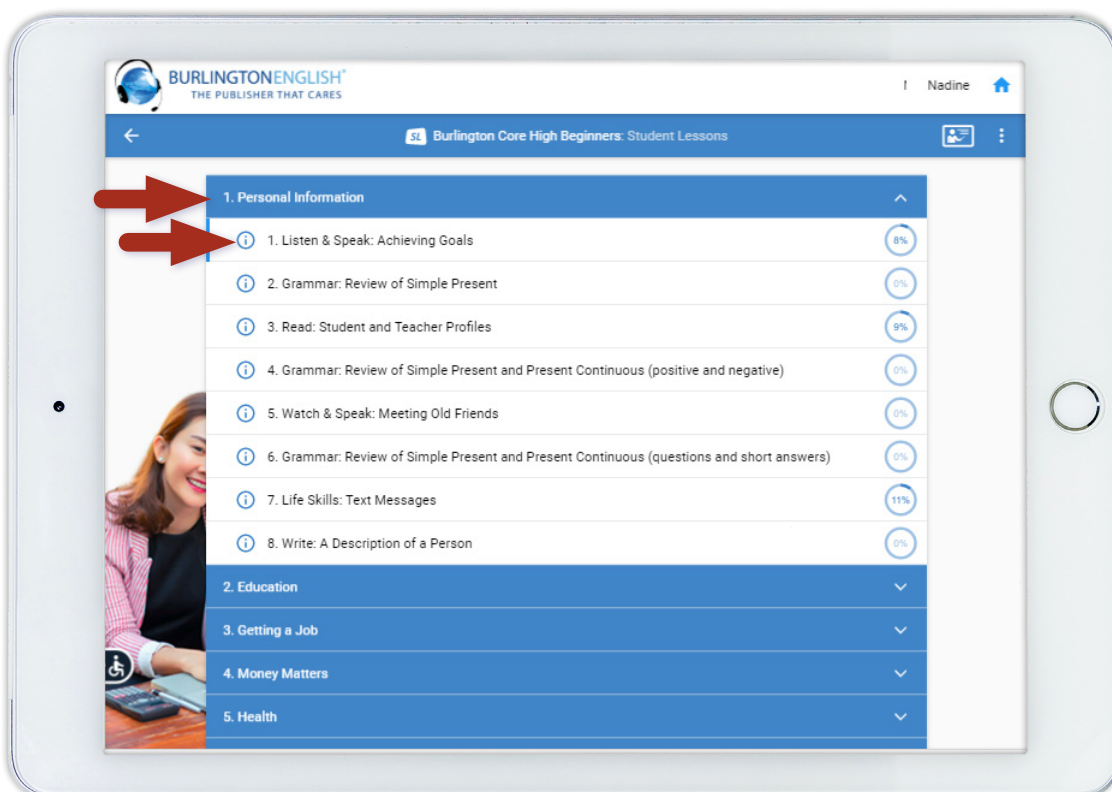 BURLINGTONENGLISH®
THE PUBLISHER THAT CARES
Nadine
SL Burlington Core High Beginners: Student Lessons
1. Personal Information
1. Listen & Speak: Achieving Goals
8%
2. Grammar: Review of Simple Present
0%
3. Read: Student and Teacher Profiles
9%
4. Grammar: Review of Simple Present and Present Continuous (positive and negative)
0%
5. Watch & Speak: Meeting Old Friends
0%
6. Grammar: Review of Simple Present and Present Continuous (questions and short answers)
0%
7. Life Skills: Text Messages
11%
8. Write: A Description of a Person
0%
2. Education
3. Getting a Job
4. Money Matters
5. Health